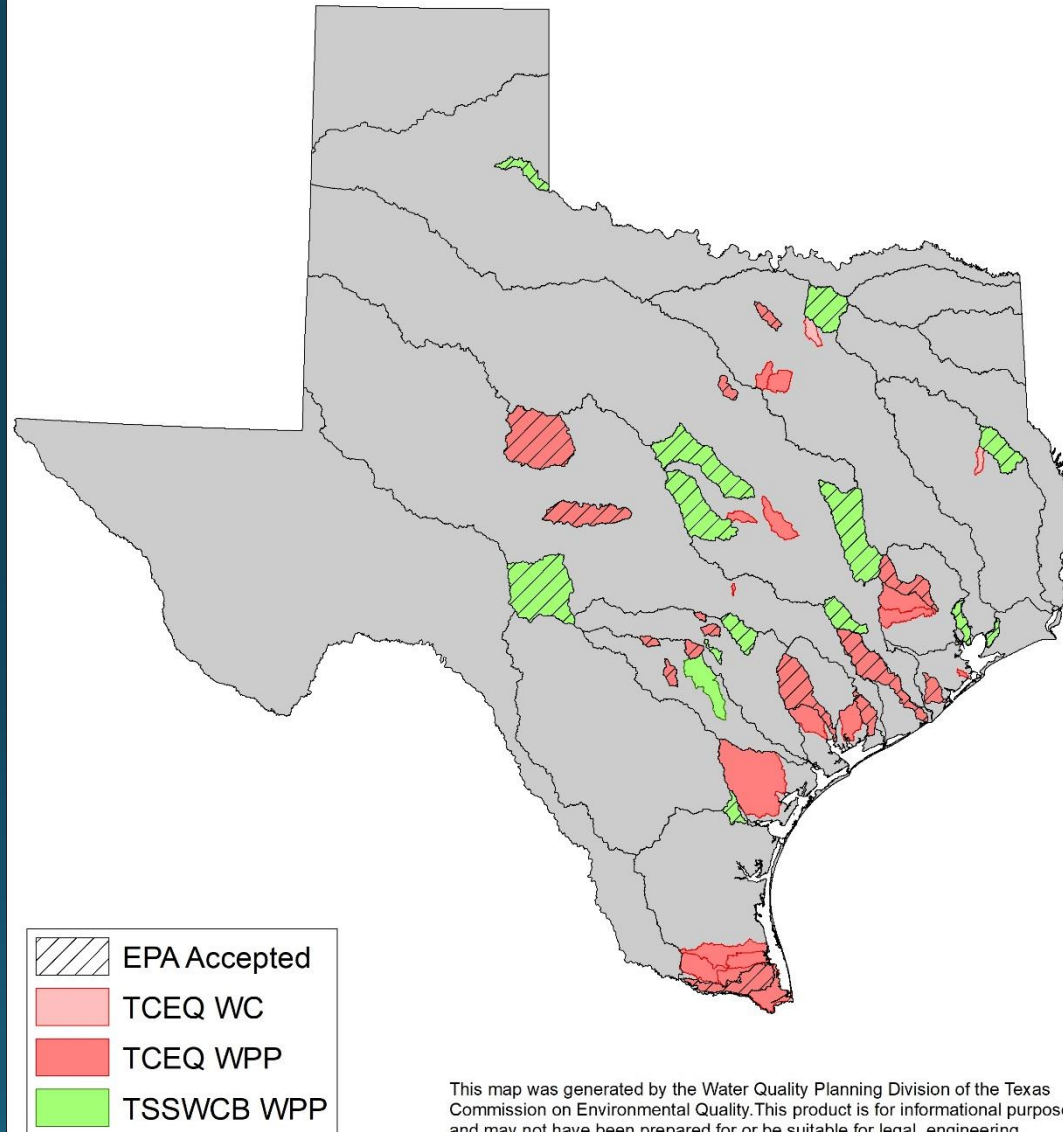 EPA Accepted
TCEQ WC
TCEQ WPP
TSSWCB WPP
This map was generated by the Water Quality Planning Division of the Texas
Commission on Environmental Quality.This product is for informational purpose
and may not have been prepared for or be suitable for legal, engineering